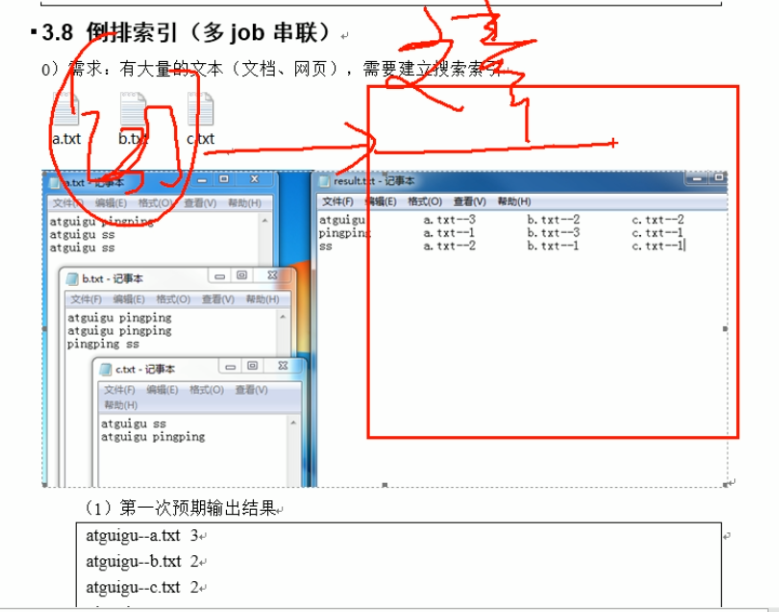 3.8 倒排索引（多 job 串联）
0）需求：有大量的文本（文档、网页），需要建立搜索索引
a.txt b.txt c.txt
a.txt - 记事本
文件(F) 编辑(E) 格式(O) 查看(V) 帮助(H)
atguigu pingping
atguigu ss
atguigu ss
b.txt - 记事本
文件(F) 编辑(E) 格式(O) 查看(V) 帮助(H)
atguigu pingping
atguigu pingping
pingping ss
c.txt - 记事本
文件(F) 编辑(E) 格式(O) 查看(V)
帮助(H)
atguigu ss
atguigu pingping
result.txt - 记事本
文件(F) 编辑(E) 格式(O) 查看(V) 帮助(H)
atguigu a.txt--3 b.txt--2 c.txt--2
pingping a.txt--1 b.txt--3 c.txt--1
ss a.txt--2 b.txt--1 c.txt--1
（1）第一次预期输出结果
atguigu--a.txt 3
atguigu--b.txt 2
atguigu--c.txt 2